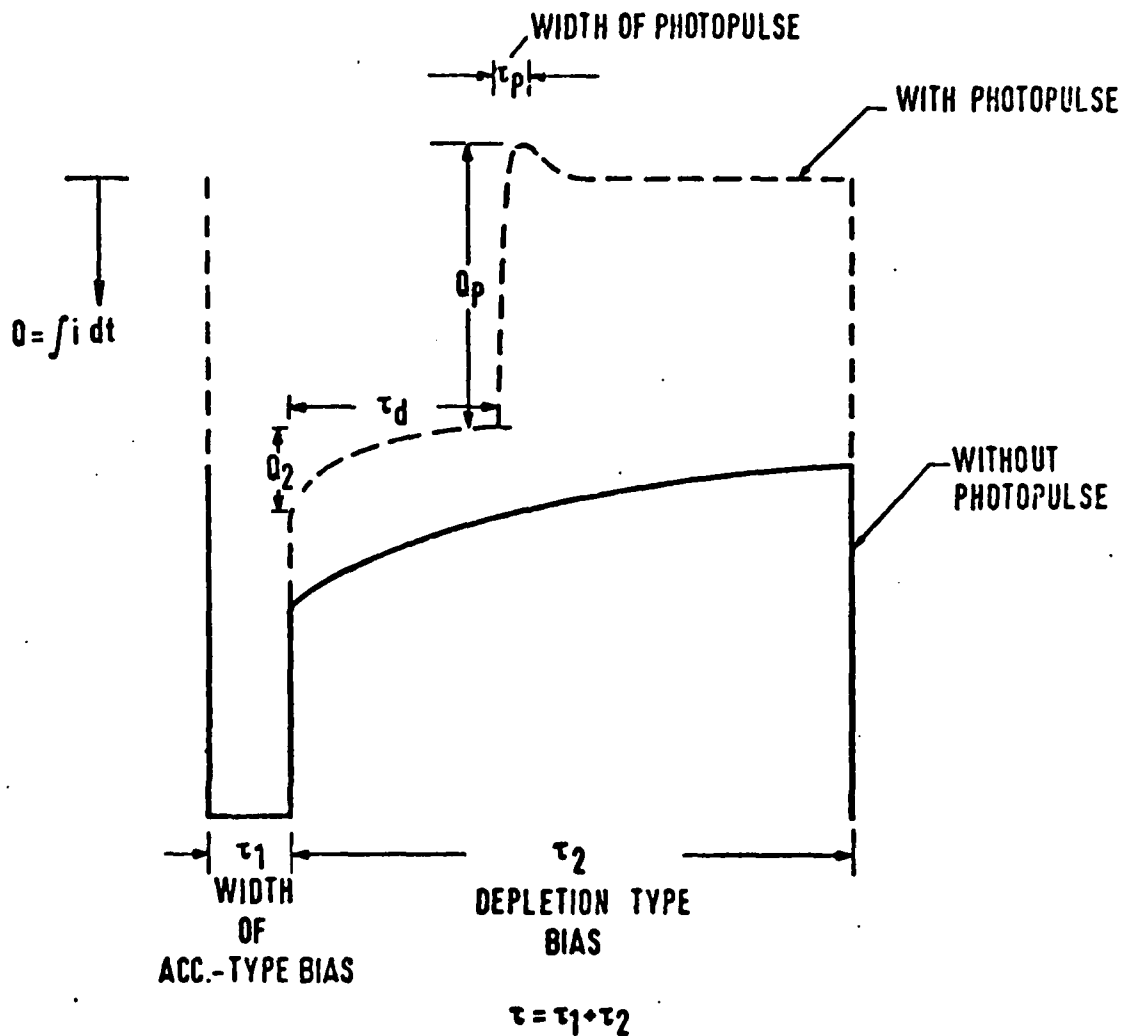 WIDTH OF PHOTOPULSE
τp
WITH PHOTOPULSE
Qp
Q = ∫i dt
τd
Q2
WITHOUT
PHOTOPULSE
τ1
τ2
WIDTH
OF
ACC.-TYPE BIAS
DEPLETION TYPE
BIAS
τ = τ1+τ2